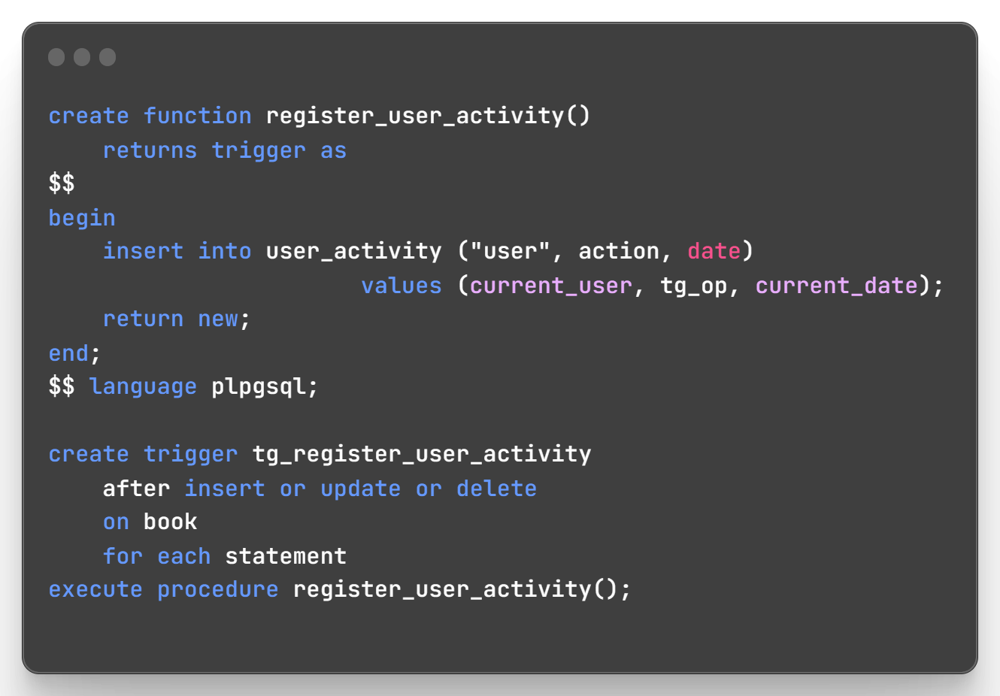 create function register_user_activity()
    returns trigger as
$$
begin
    insert into user_activity ("user", action, date)
                       values (current_user, tg_op, current_date);
    return new;
end;
$$ language plpgsql;

create trigger tg_register_user_activity
    after insert or update or delete
    on book
    for each statement
execute procedure register_user_activity();